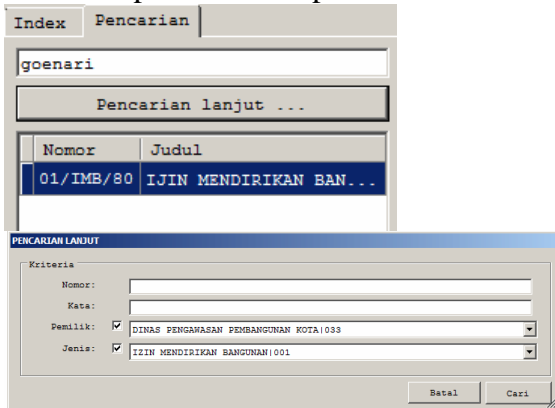 Index Pencarian
goenari
Pencarian lanjut ...
Nomor Judul
01/IMB/80 IJIN MENDIRIKAN BAN...
PENCARIAN LANJUT
Kriteria
Nomor:
Kata:
Pemilik: DINAS PENGAWASAN PEMBANGUNAN KOTA|033
Jenis: IZIN MENDIRIKAN BANGUNAN|001
Batal Cari